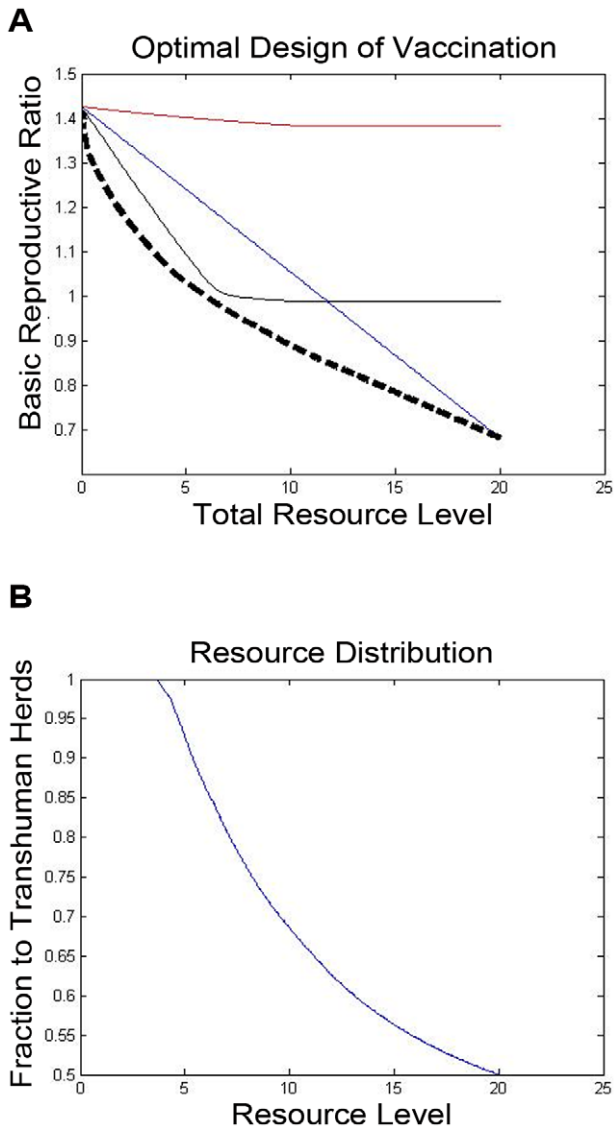 A
Optimal Design of Vaccination
Basic Reproductive Ratio
1.5
1.4
1.3
1.2
1.1
1
0.9
0.8
0.7
0 5 10 15 20 25
Total Resource Level
B
Resource Distribution
Fraction to Transhuman Herds
1
0.95
0.9
0.85
0.8
0.75
0.7
0.65
0.6
0.55
0.5
0 5 10 15 20 25
Resource Level